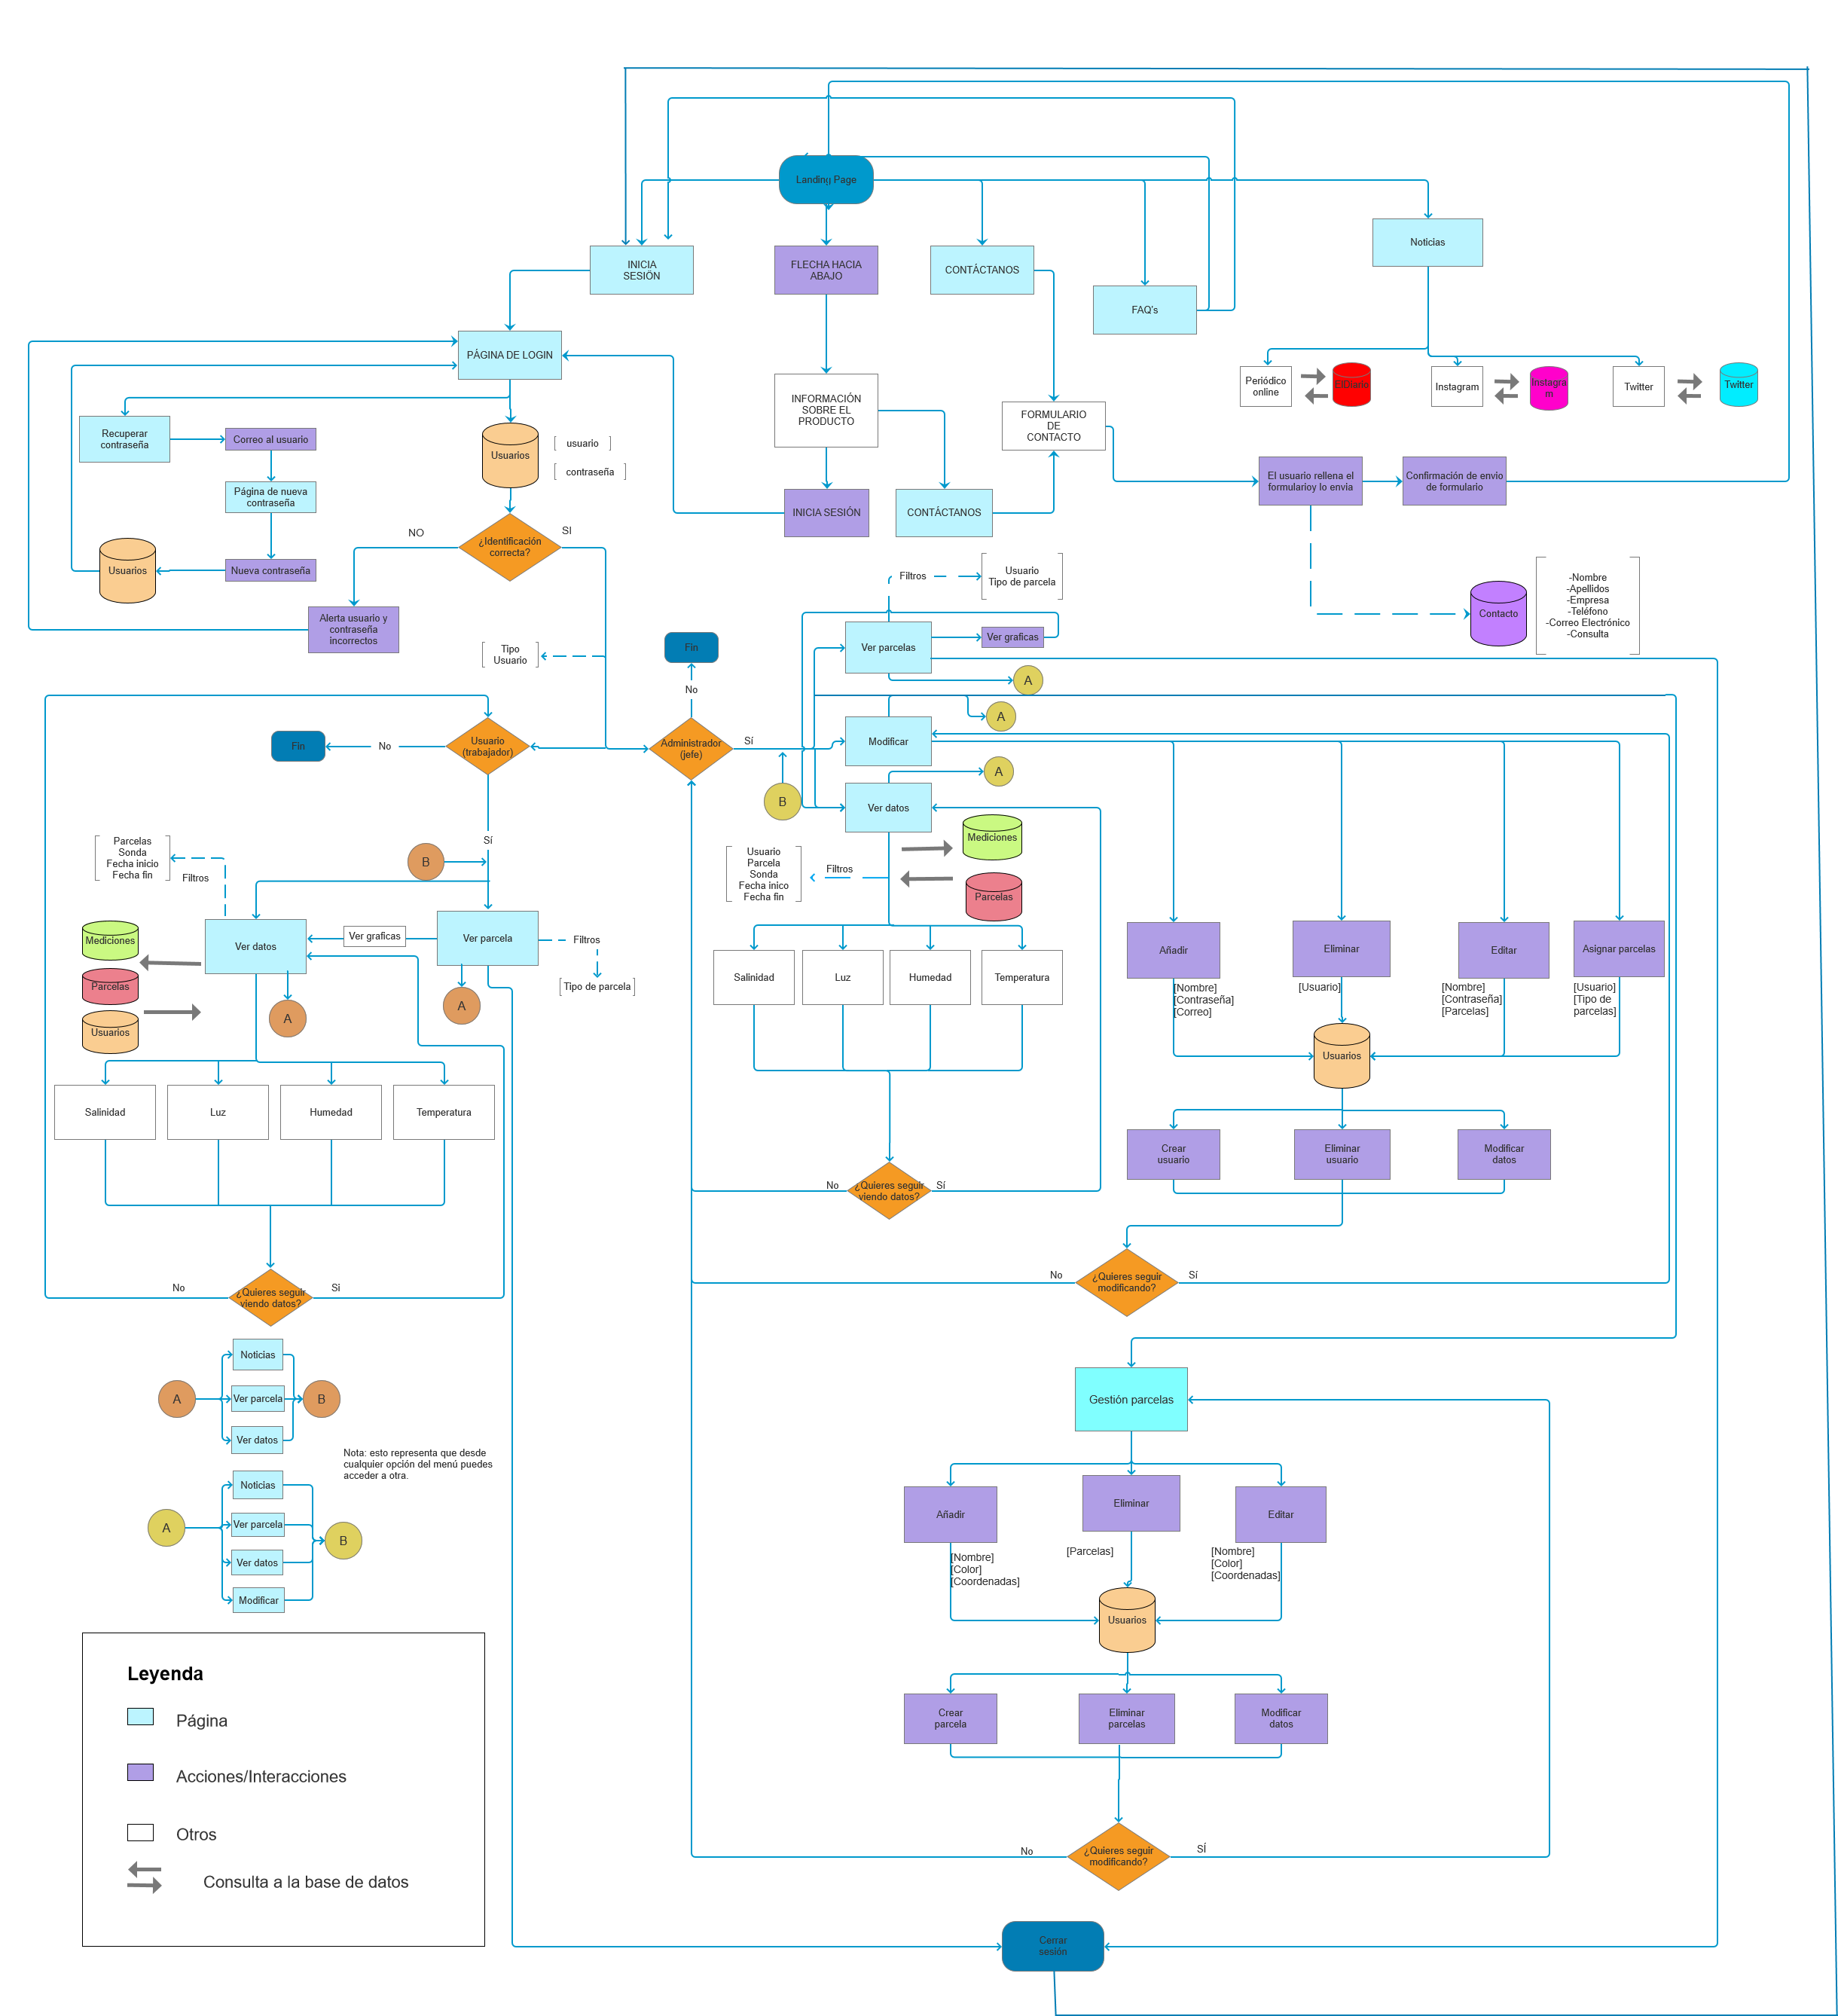 Landing Page
INICIA
SESIÓN
FLECHA HACIA
ABAJO
CONTÁCTANOS
Noticias
FAQ's
PÁGINA DE LOGIN
INFORMACIÓN
SOBRE EL
PRODUCTO
FORMULARIO
DE
CONTACTO
Periódico
online
ElDiario
Instagram
Instagra
m
Twitter
Twitter
Recuperar
contraseña
Correo al usuario
Usuarios
usuario
contraseña
Página de nueva
contraseña
INICIA SESIÓN
CONTÁCTANOS
El usuario rellena el
formularioy lo envia
Confirmación de envio
de formulario
NO
¿Identificación
correcta?
SI
Usuarios
Nueva contraseña
Alerta usuario y
contraseña
incorrectos
Filtros
Usuario
Tipo de parcela
Contacto
-Nombre
-Apellidos
-Empresa
-Teléfono
-Correo Electrónico
-Consulta
Tipo
Usuario
Fin
No
Ver parcelas
Ver graficas
A
A
Fin
No
Usuario
(trabajador)
Administrador
(jefe)
Sí
Modificar
A
B
Ver datos
Sí
B
Parcelas
Sonda
Fecha inicio
Fecha fin
Filtros
Mediciones
Parcelas
Usuario
Parcela
Sonda
Fecha inico
Fecha fin
Filtros
Mediciones
Parcelas
Usuarios
Ver datos
Ver graficas
Ver parcela
Filtros
[Tipo de parcela]
A
A
Salinidad
Luz
Humedad
Temperatura
Añadir
Eliminar
Editar
Asignar parcelas
[Nombre]
[Contraseña]
[Correo]
[Usuario]
[Nombre]
[Contraseña]
[Parcelas]
[Usuario]
[Tipo de
parcelas]
Usuarios
Salinidad
Luz
Humedad
Temperatura
Crear
usuario
Eliminar
usuario
Modificar
datos
No
¿Quieres seguir
viendo datos?
Sí
No
¿Quieres seguir
modificando?
Sí
No
¿Quieres seguir
viendo datos?
Sí
A
Noticias
Ver parcela
Ver datos
B
Nota: esto representa que desde
cualquier opción del menú puedes
acceder a otra.
A
Noticias
Ver parcela
Ver datos
Modificar
B
Gestión parcelas
Añadir
Eliminar
Editar
[Nombre]
[Color]
[Coordenadas]
[Parcelas]
[Nombre]
[Color]
[Coordenadas]
Usuarios
Crear
parcela
Eliminar
parcelas
Modificar
datos
No
¿Quieres seguir
modificando?
SÍ
Cerrar
sesión
Leyenda
Página
Acciones/Interacciones
Otros
Consulta a la base de datos